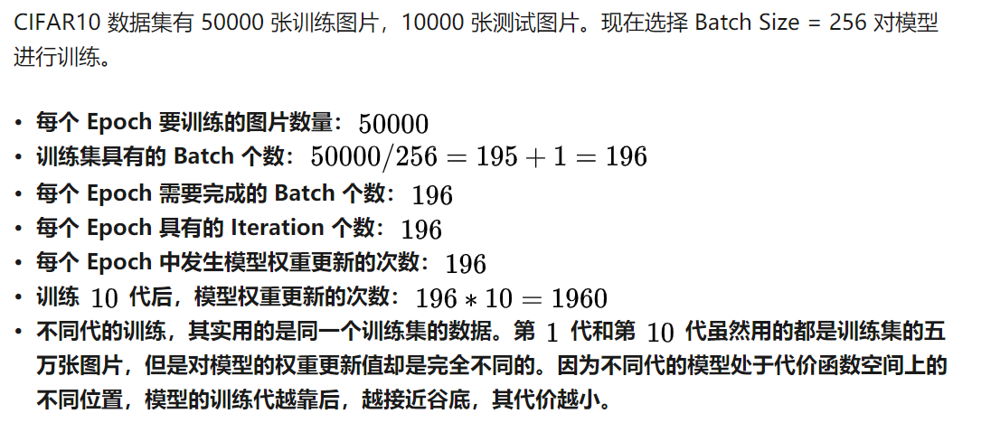 CIFAR10 数据集有 50000 张训练图片，10000 张测试图片。现在选择 Batch Size = 256 对模型
进行训练。
• 每个 Epoch 要训练的图片数量： 50000
• 训练集具有的 Batch 个数： 50000/256 = 195 + 1 = 196
• 每个 Epoch 需要完成的 Batch 个数： 196
• 每个 Epoch 具有的 Iteration 个数： 196
• 每个 Epoch 中发生模型权重更新的次数： 196
• 训练 10 代后，模型权重更新的次数： 196 * 10 = 1960
• 不同代的训练，其实用的是同一个训练集的数据。第 1 代和第 10 代虽然用的都是训练集的五
万张图片，但是对模型的权重更新值却是完全不同的。因为不同代的模型处于代价函数空间上的
不同位置，模型的训练代越靠后，越接近谷底，其代价越小。